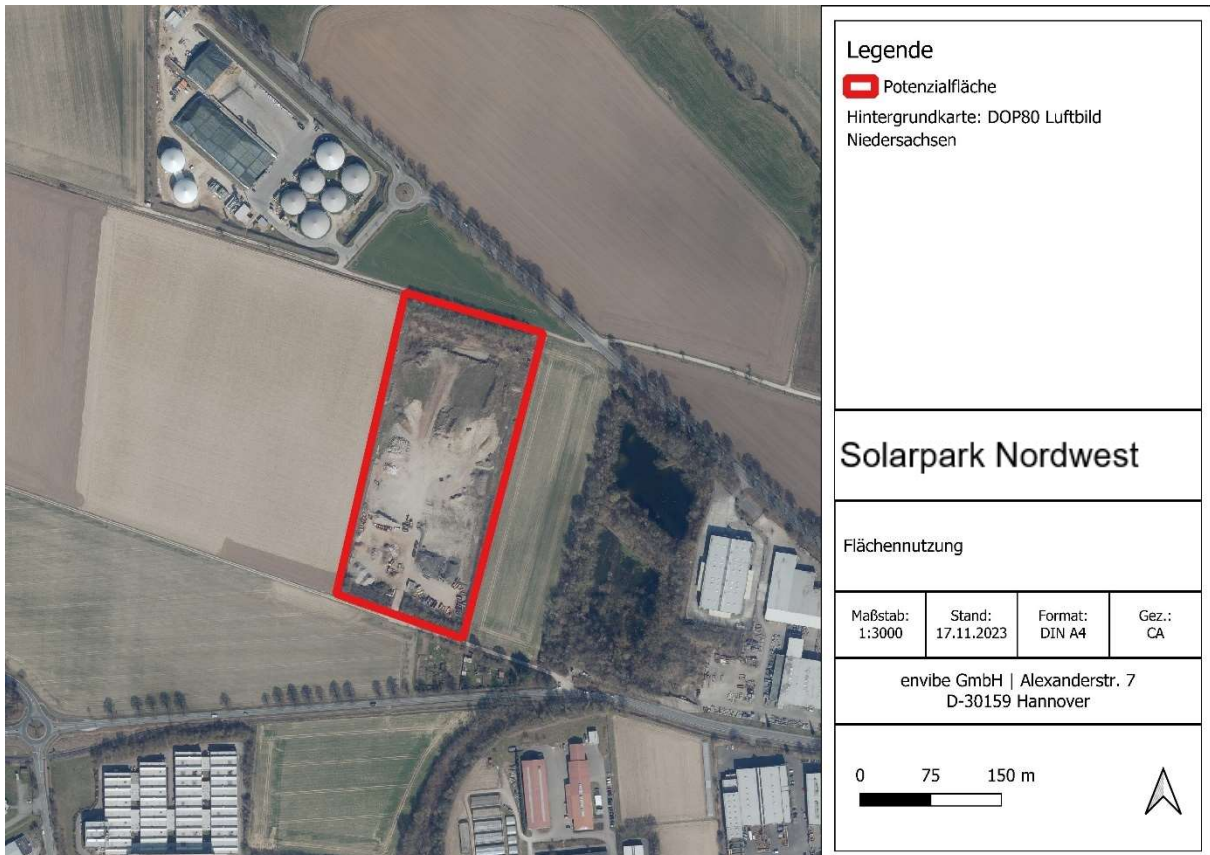 Legende
Potenzialfläche
Hintergrundkarte: DOP80 Luftbild
Niedersachsen
Solarpark Nordwest
Flächennutzung
Maßstab:
1:3000
Stand:
17.11.2023
Format:
DIN A4
Gez.:
CA
envibe GmbH | Alexanderstr. 7
D-30159 Hannover
0 75 150 m